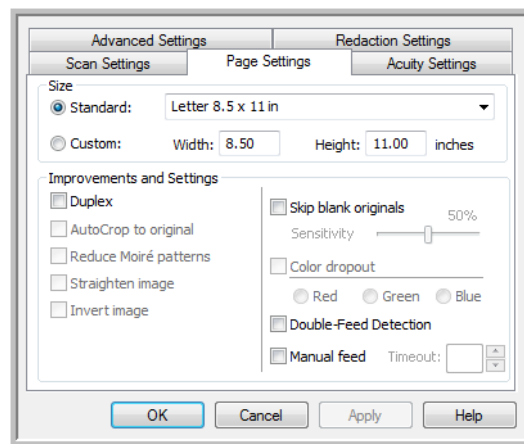 Advanced Settings Redaction Settings
Scan Settings Page Settings Acuity Settings
Size
Standard: Letter 8.5 x 11 in
Custom: Width: 8.50 Height: 11.00 inches
Improvements and Settings
Duplex
AutoCrop to original
Reduce Moiré patterns
Straighten image
Invert image
Skip blank originals 50%
Sensitivity
Color dropout
Red Green Blue
Double-Feed Detection
Manual feed Timeout:
OK Cancel Apply Help